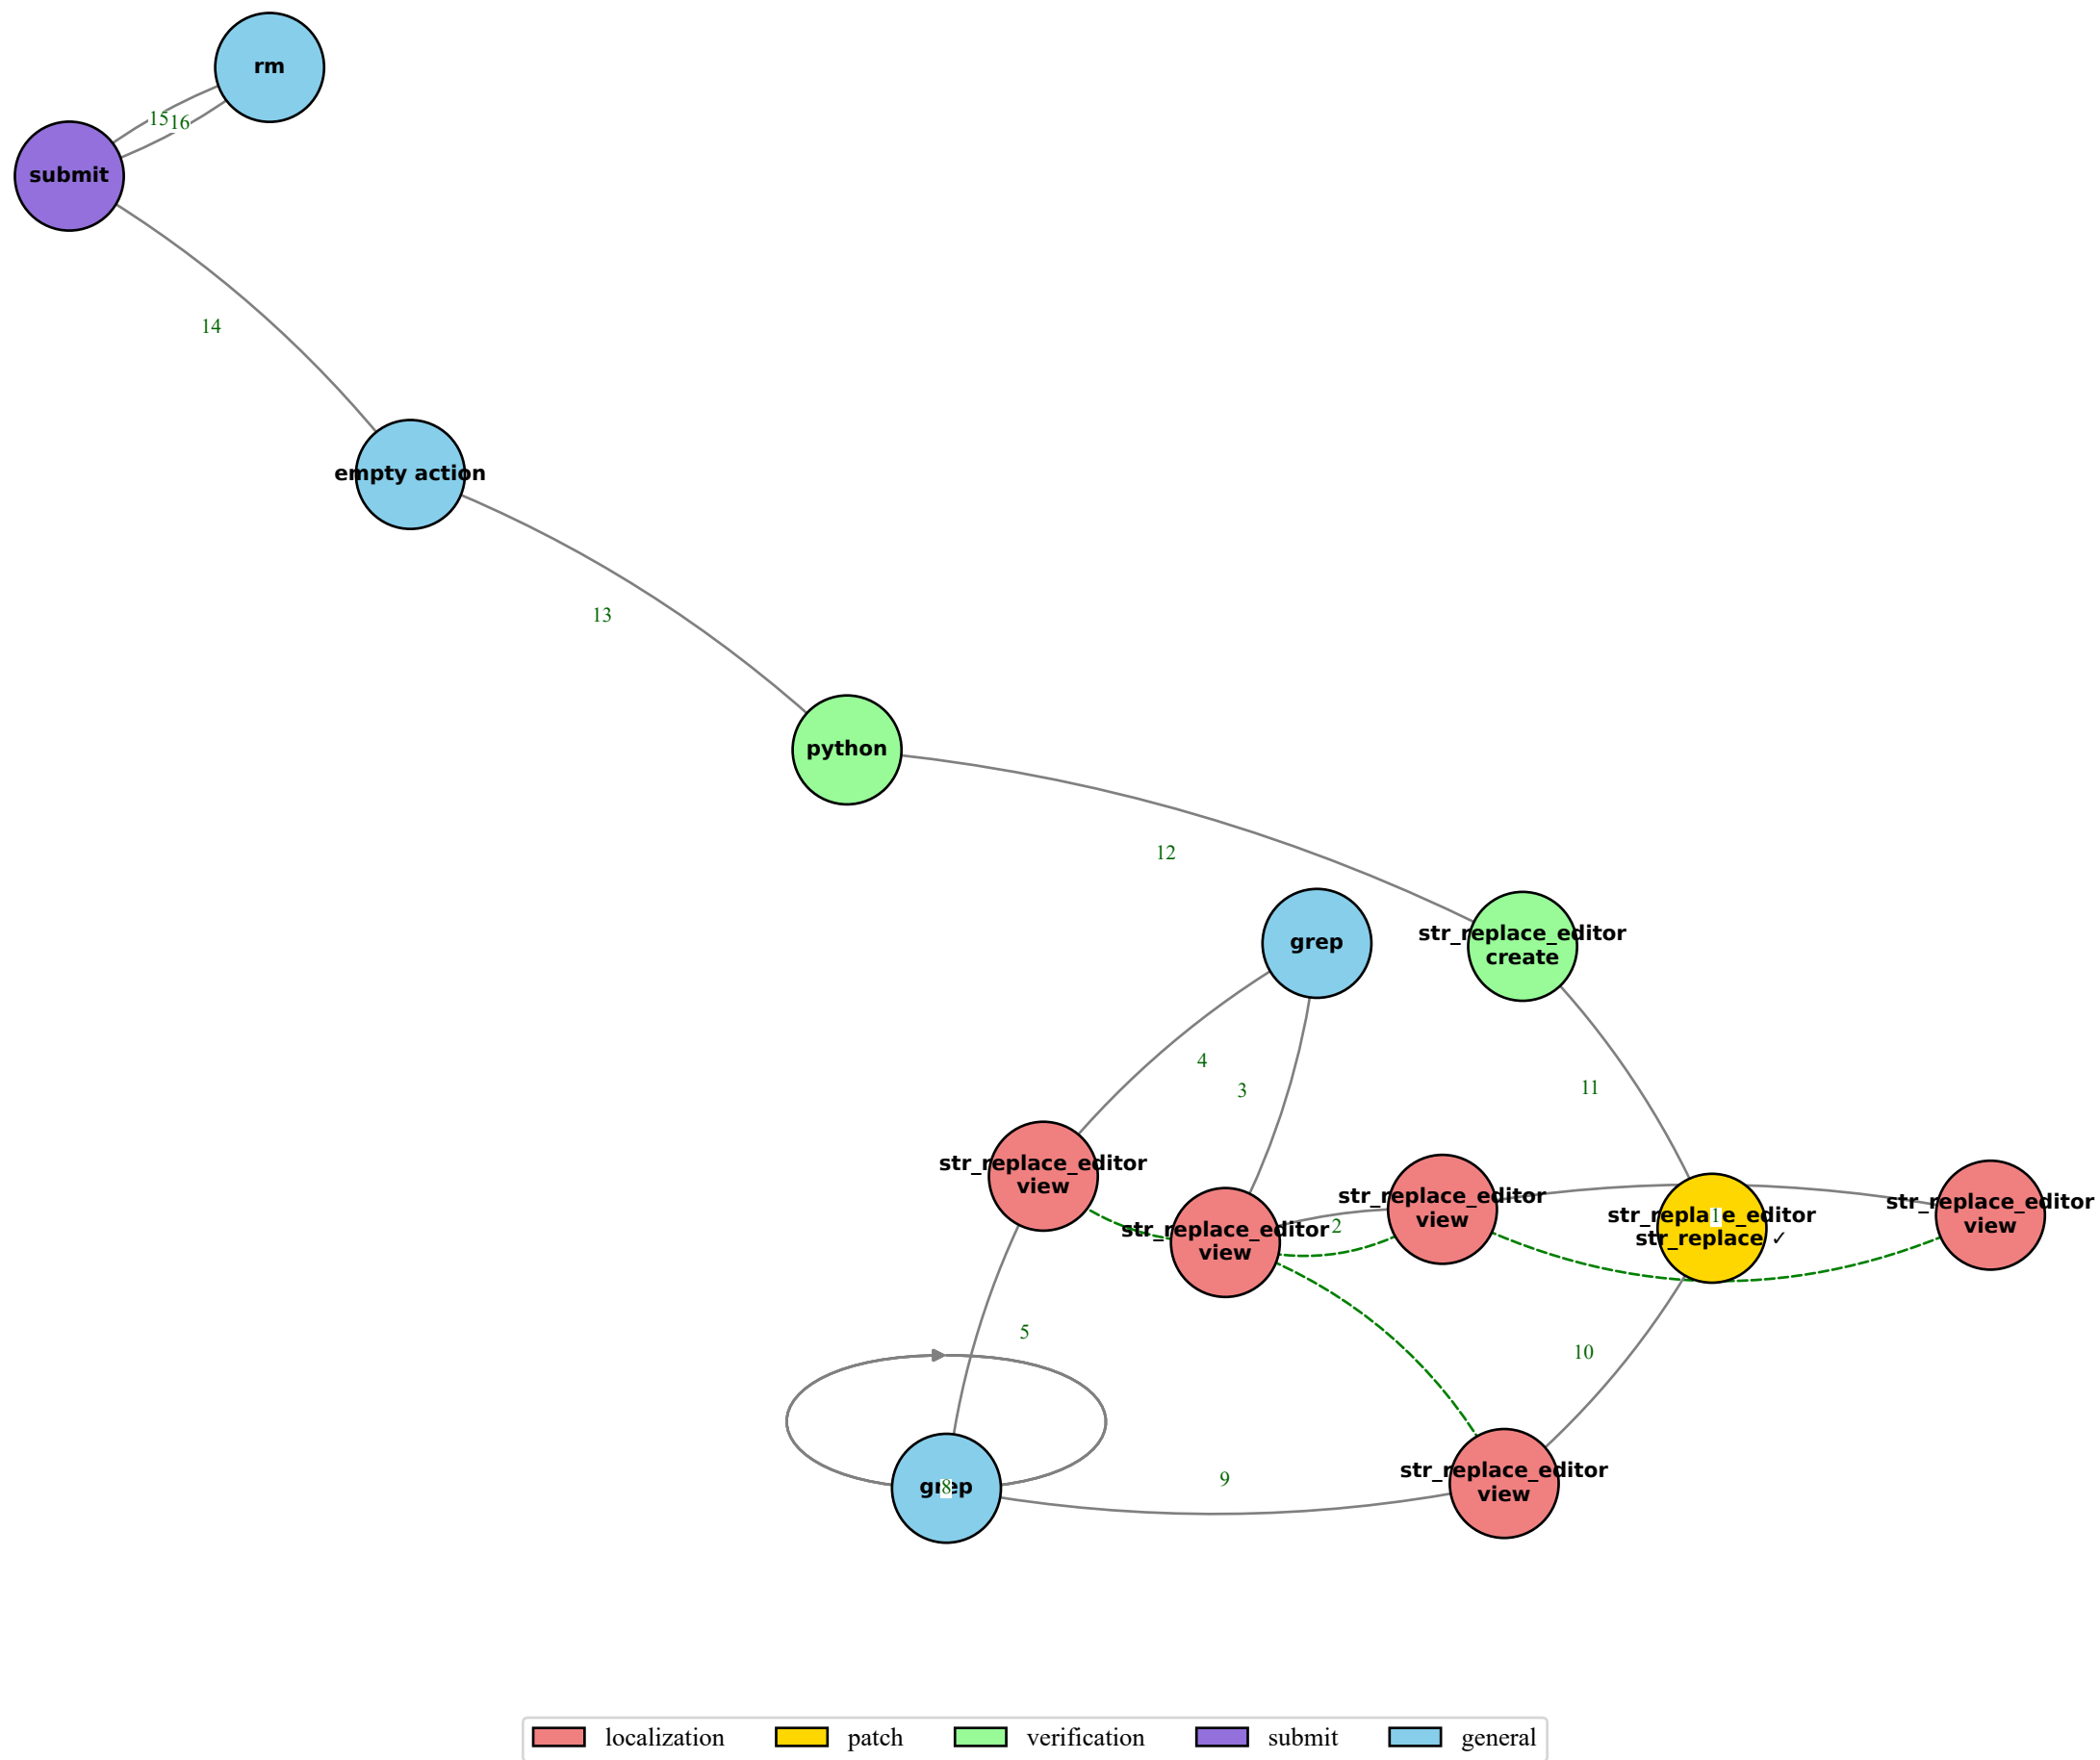 rm
15
16
submit
14
empty action
13
python
12
grep
str_replace_editor
create
4
3
11
str_replace_editor
view
str_replace_editor
view
2
str_replace_editor
view
str_replace_editor
str_replace ✓
1
str_replace_editor
view
5
10
grep
8
9
str_replace_editor
view
localization
patch
verification
submit
general